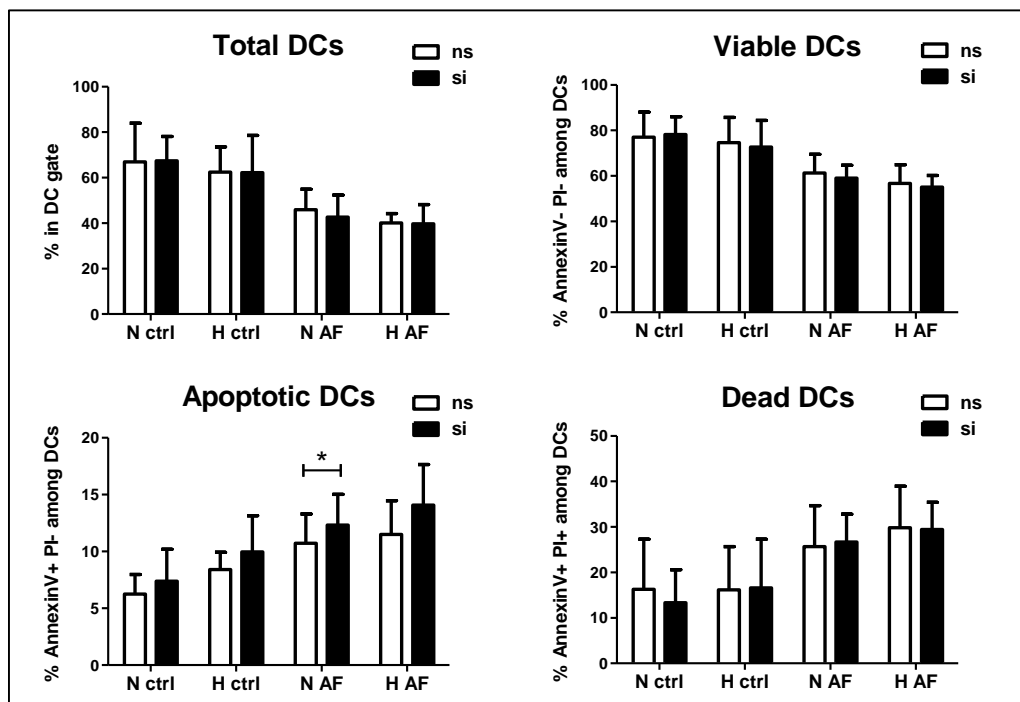 Total DCs
ns
si
% in DC gate
100
80
60
40
20
0
N ctrl H ctrl N AF H AF
Viable DCs
ns
si
% AnnexinV- PI- among DCs
100
80
60
40
20
0
N ctrl H ctrl N AF H AF
Apoptotic DCs
ns
si
% AnnexinV+ PI- among DCs
20
15
10
5
0
*
N ctrl H ctrl N AF H AF
Dead DCs
ns
si
% AnnexinV+ PI+ among DCs
50
40
30
20
10
0
N ctrl H ctrl N AF H AF